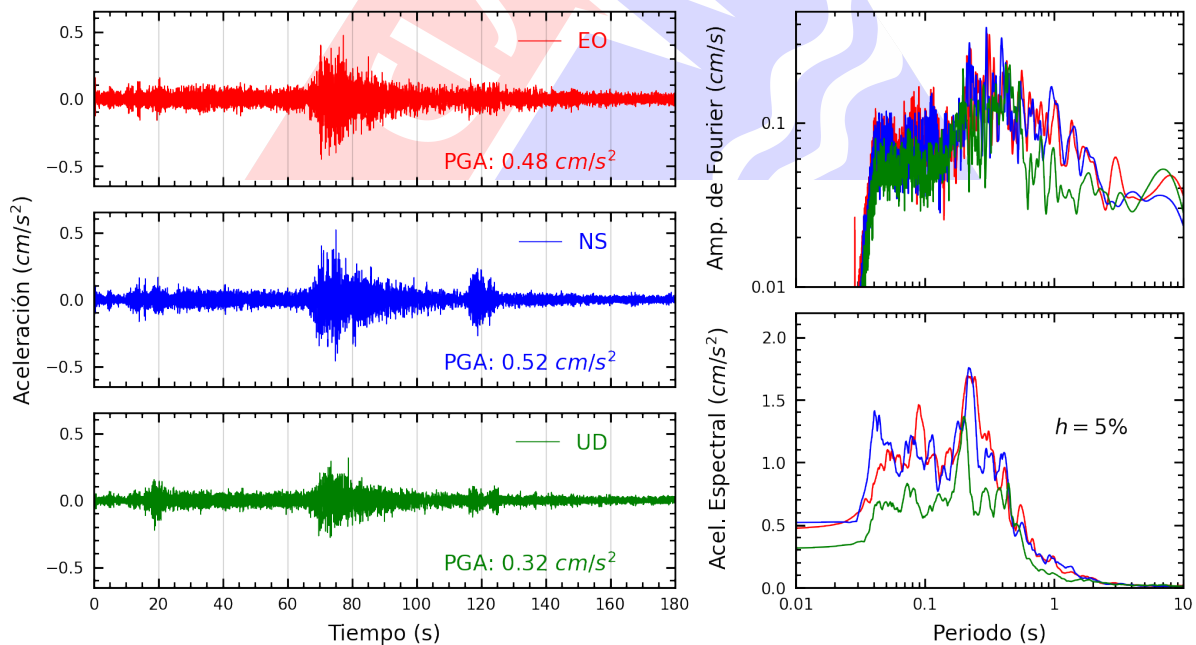 Aceleración (cm/s²)
0.5
0.0
−0.5
EO
PGA: 0.48 cm/s²
0.5
0.0
−0.5
NS
PGA: 0.52 cm/s²
0.5
0.0
−0.5
UD
PGA: 0.32 cm/s²
0 20 40 60 80 100 120 140 160 180
Tiempo (s)
Amp. de Fourier (cm/s)
0.1
0.01
Acel. Espectral (cm/s²)
2.0
1.5
1.0
0.5
0.0
h = 5%
0.01 0.1 1 10
Periodo (s)